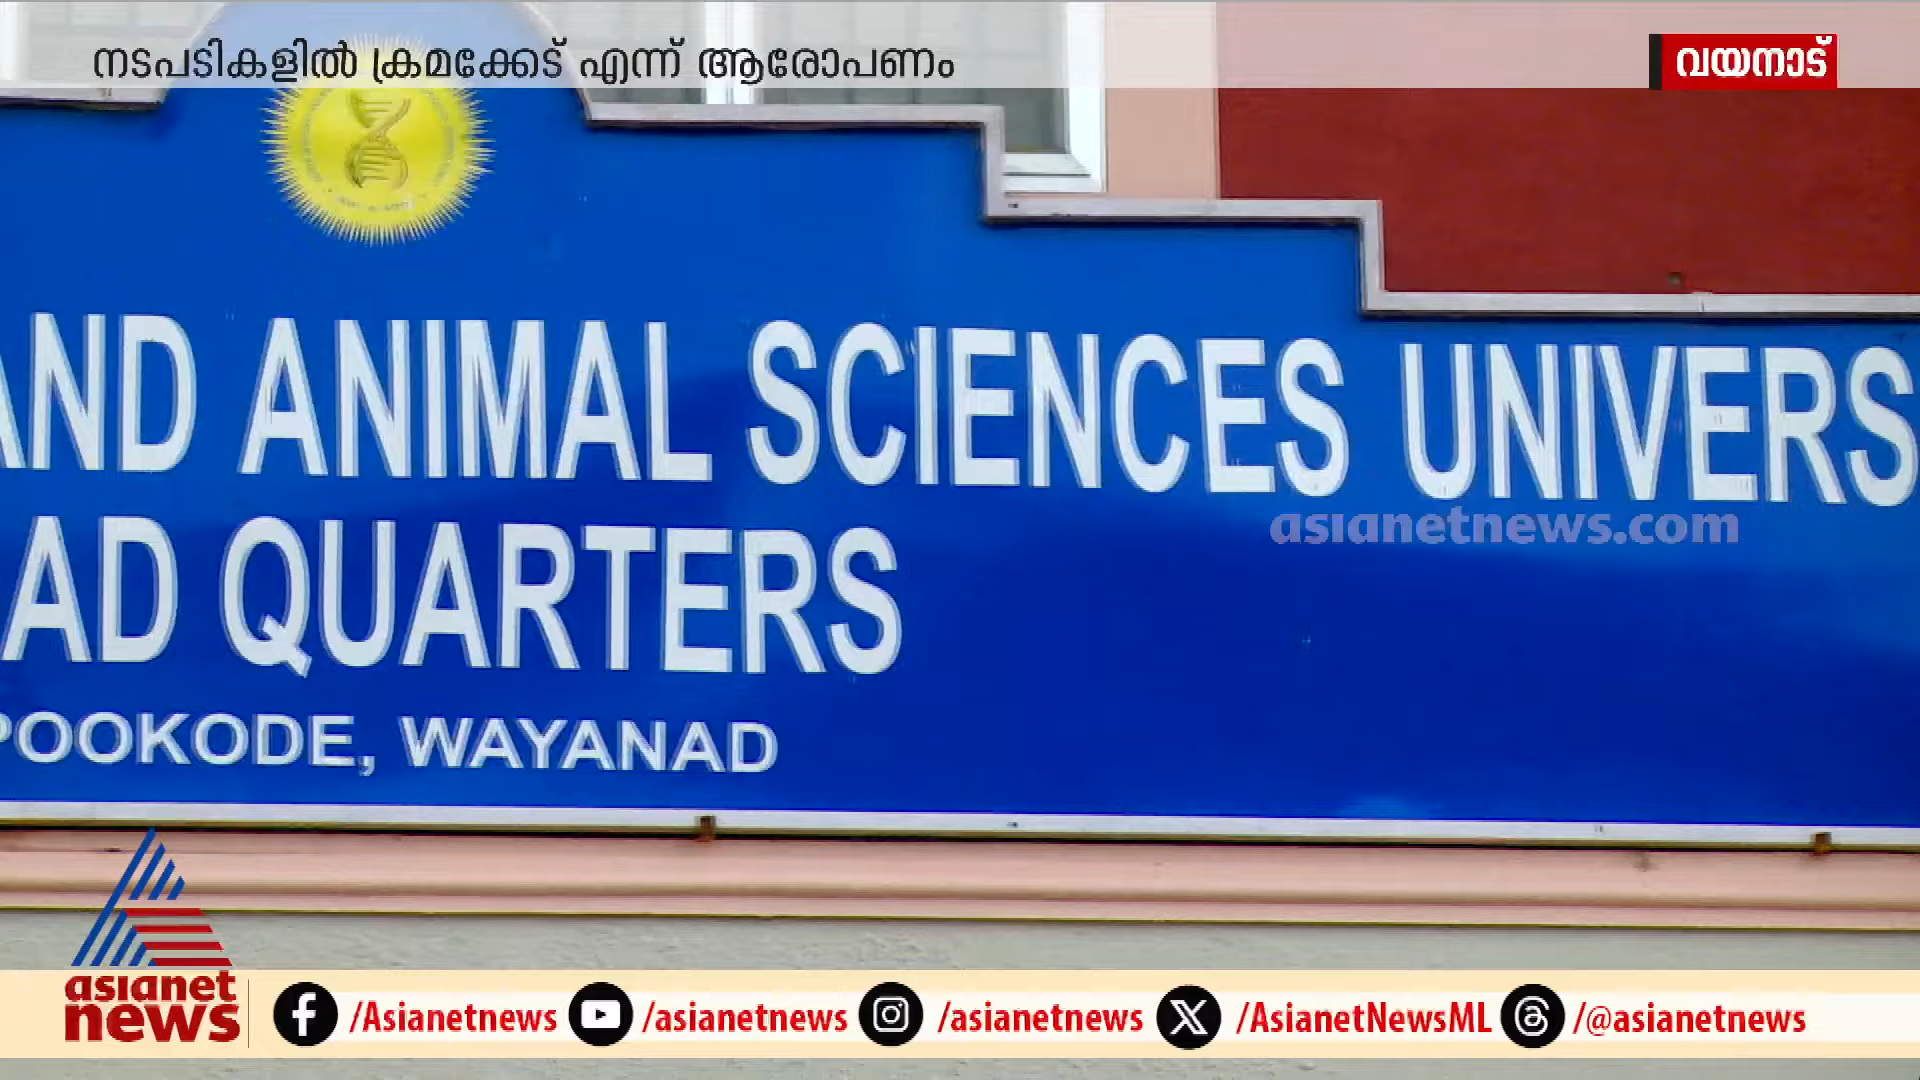 നടപടികളിൽ ക്രമക്കേട് എന്ന് ആരോപണം
വയനാട്
AND ANIMAL SCIENCES UNIVERS
AD QUARTERS
POOKODE, WAYANAD
asianetnews.com
asianet
news
/Asianetnews
/asianetnews
/asianetnews
/AsianetNewsML
/@asianetnews